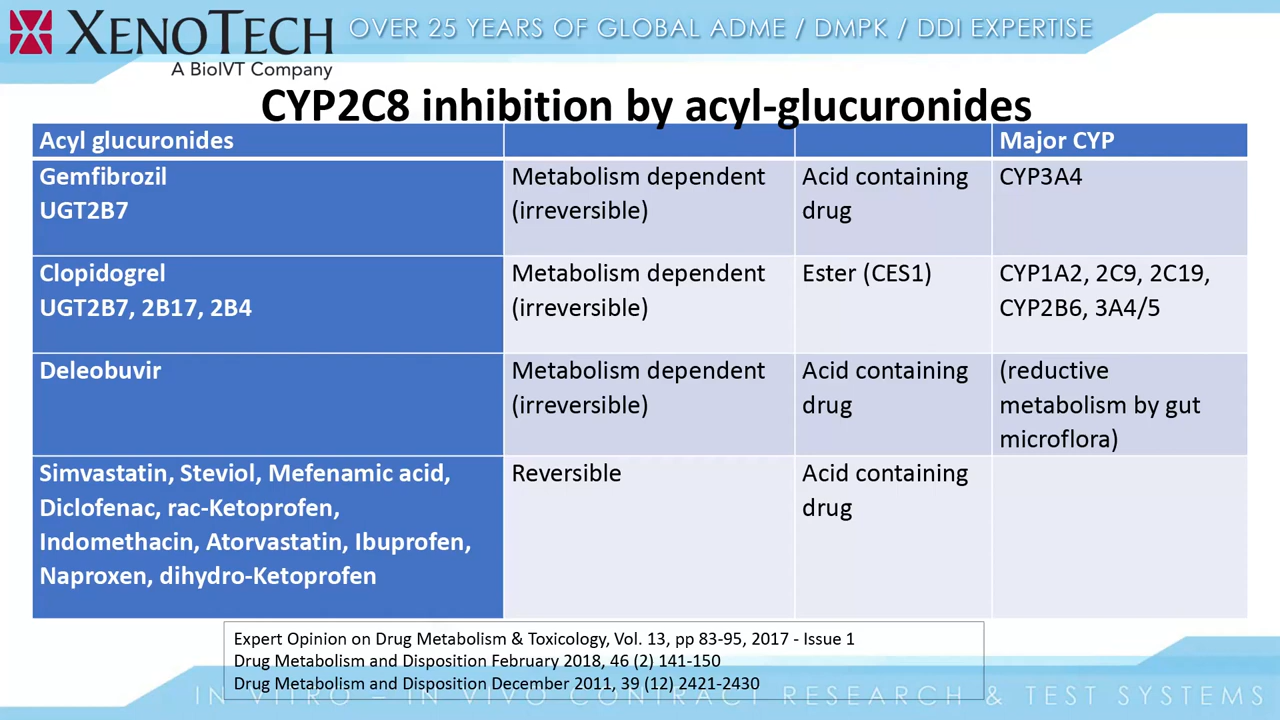 XENOTECH
A BioIVT Company
OVER 25 YEARS OF GLOBAL ADME / DMPK / DDI EXPERTISE
CYP2C8 inhibition by acyl-glucuronides
Acyl glucuronides
Major CYP
Gemfibrozil
UGT2B7
Metabolism dependent
(irreversible)
Acid containing
drug
CYP3A4
Clopidogrel
UGT2B7, 2B17, 2B4
Metabolism dependent
(irreversible)
Ester (CES1)
CYP1A2, 2C9, 2C19,
CYP2B6, 3A4/5
Deleobuvir
Metabolism dependent
(irreversible)
Acid containing
drug
(reductive
metabolism by gut
microflora)
Simvastatin, Steviol, Mefenamic acid,
Diclofenac, rac-Ketoprofen,
Indomethacin, Atorvastatin, Ibuprofen,
Naproxen, dihydro-Ketoprofen
Reversible
Acid containing
drug
Expert Opinion on Drug Metabolism & Toxicology, Vol. 13, pp 83-95, 2017 - Issue 1
Drug Metabolism and Disposition February 2018, 46 (2) 141-150
Drug Metabolism and Disposition December 2011, 39 (12) 2421-2430
IN VITRO – IN VIVO CONTRACT RESEARCH & TEST SYSTEMS